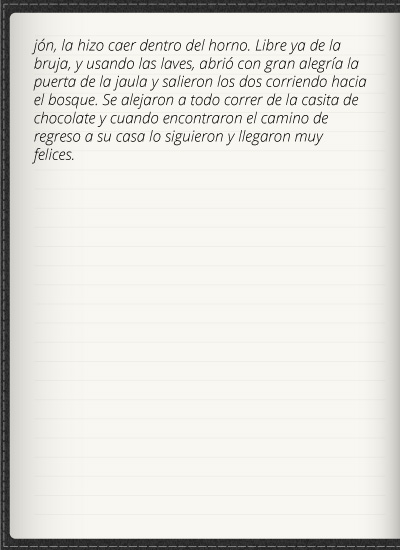 jón, la hizo caer dentro del horno. Libre ya de la
bruja, y usando las laves, abrió con gran alegría la
puerta de la jaula y salieron los dos corriendo hacia
el bosque. Se alejaron a todo correr de la casita de
chocolate y cuando encontraron el camino de
regreso a su casa lo siguieron y llegaron muy
felices.